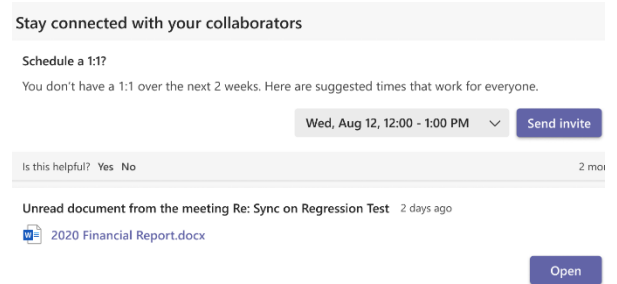 Stay connected with your collaborators
Schedule a 1:1?
You don't have a 1:1 over the next 2 weeks. Here are suggested times that work for everyone.
Wed, Aug 12, 12:00 - 1:00 PM Send invite
Is this helpful? Yes No 2
Unread document from the meeting Re: Sync on Regression Test 2 days ago
2020 Financial Report.docx
Open